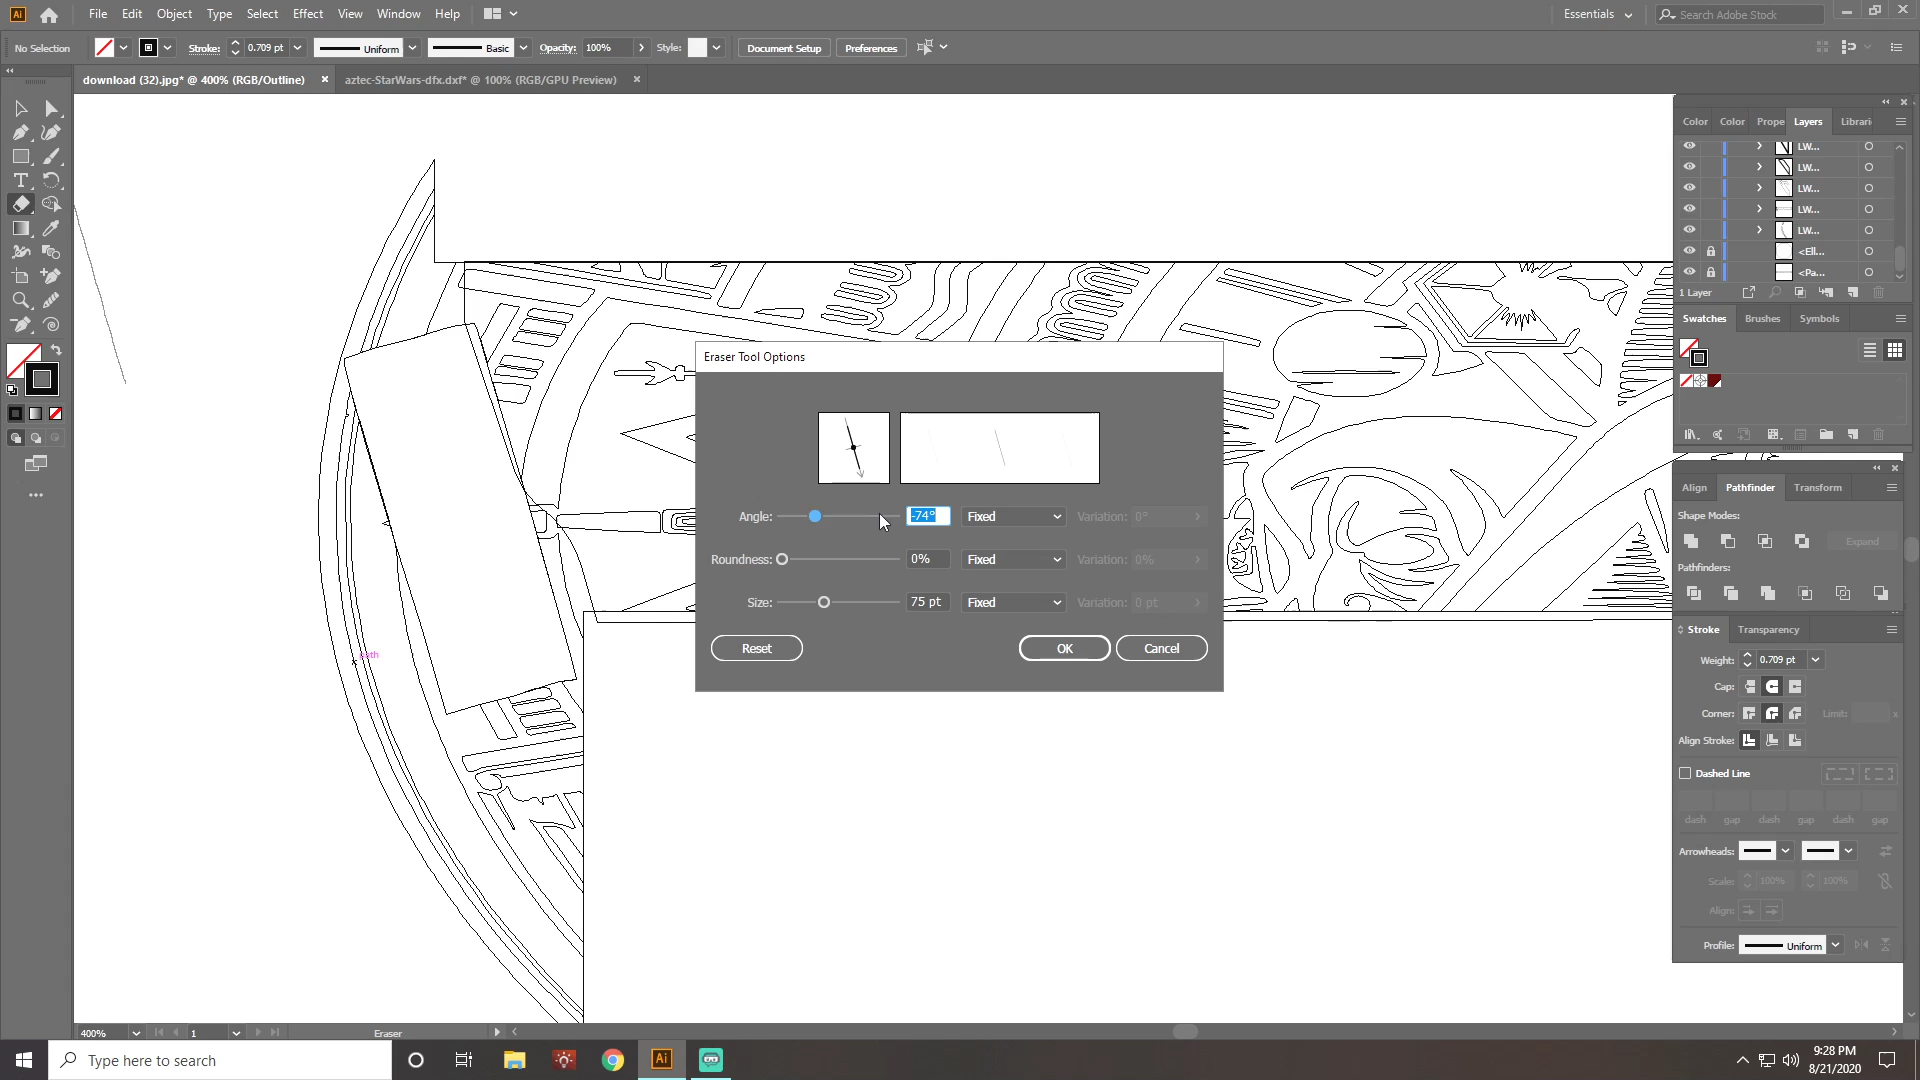 Ai File Edit Object Type Select Effect View Window Help Essentials Search Adobe Stock
No Selection Stroke: 0.709 pt Uniform Basic Opacity: 100% Style: Document Setup Preferences
download (32).jpg* @ 400% (RGB/Outline) × aztec-StarWars-dfx.dxf* @ 100% (RGB/GPU Preview) ×
Color Color Prope Layers Librari
LW...
LW...
LW...
LW...
LW...
<Ell...
<Pa...
1 Layer
Swatches Brushes Symbols
Eraser Tool Options
Angle: -74° Fixed Variation: 0°
Roundness: 0% Fixed Variation: 0%
Size: 75 pt Fixed Variation: 0 pt
Reset OK Cancel
path
Align Pathfinder Transform
Shape Modes:
Expand
Pathfinders:
Stroke Transparency
Weight: 0.709 pt
Cap:
Corner: Limit: x
Align Stroke:
Dashed Line
dash gap dash gap dash gap
Arrowheads:
Scale: 100% 100%
Align:
Profile: Uniform
400% 1 Eraser
Type here to search
Ai
9:28 PM
8/21/2020